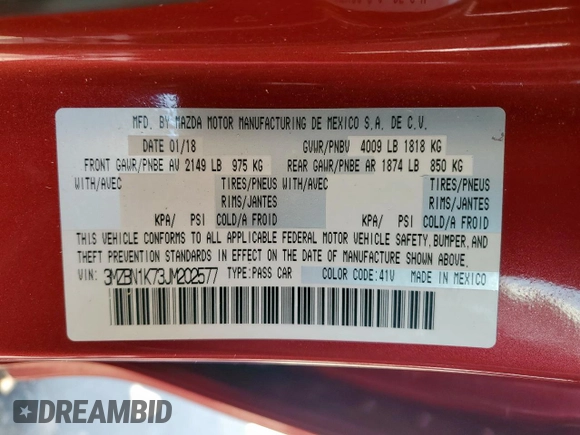 MFD. BY MAZDA MOTOR MANUFACTURING DE MEXICO S.A. DE C.V.
DATE 01/18 GVWR/PNBV 4009 LB 1818 KG
FRONT GAWR/PNBE AV 2149 LB 975 KG REAR GAWR/PNBE AR 1874 LB 850 KG
WITH/AVEC TIRES/PNEUS WITH/AVEC TIRES/PNEUS
RIMS/JANTES RIMS/JANTES
KPA/ PSI COLD/A FROID KPA/ PSI COLD/A FROID
THIS VEHICLE CONFORMS TO ALL APPLICABLE FEDERAL MOTOR VEHICLE SAFETY, BUMPER, AND
THEFT PREVENTION STANDARDS IN EFFECT ON THE DATE OF MANUFACTURE SHOWN ABOVE.
VIN: 3MZBN1K73JM202577 TYPE: PASS CAR COLOR CODE: 41V MADE IN MEXICO
DREAMBID